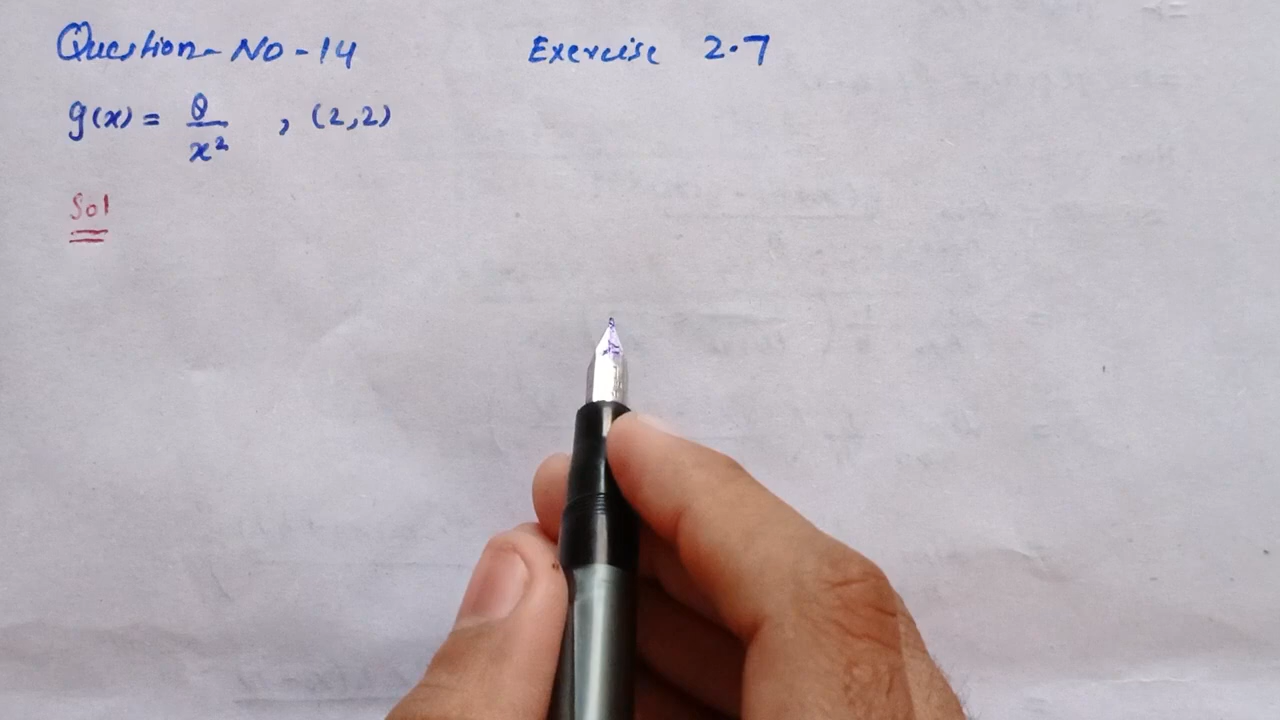 Question- No - 14 Exercise 2.7
g(x) = 8/x² , (2,2)
Sol